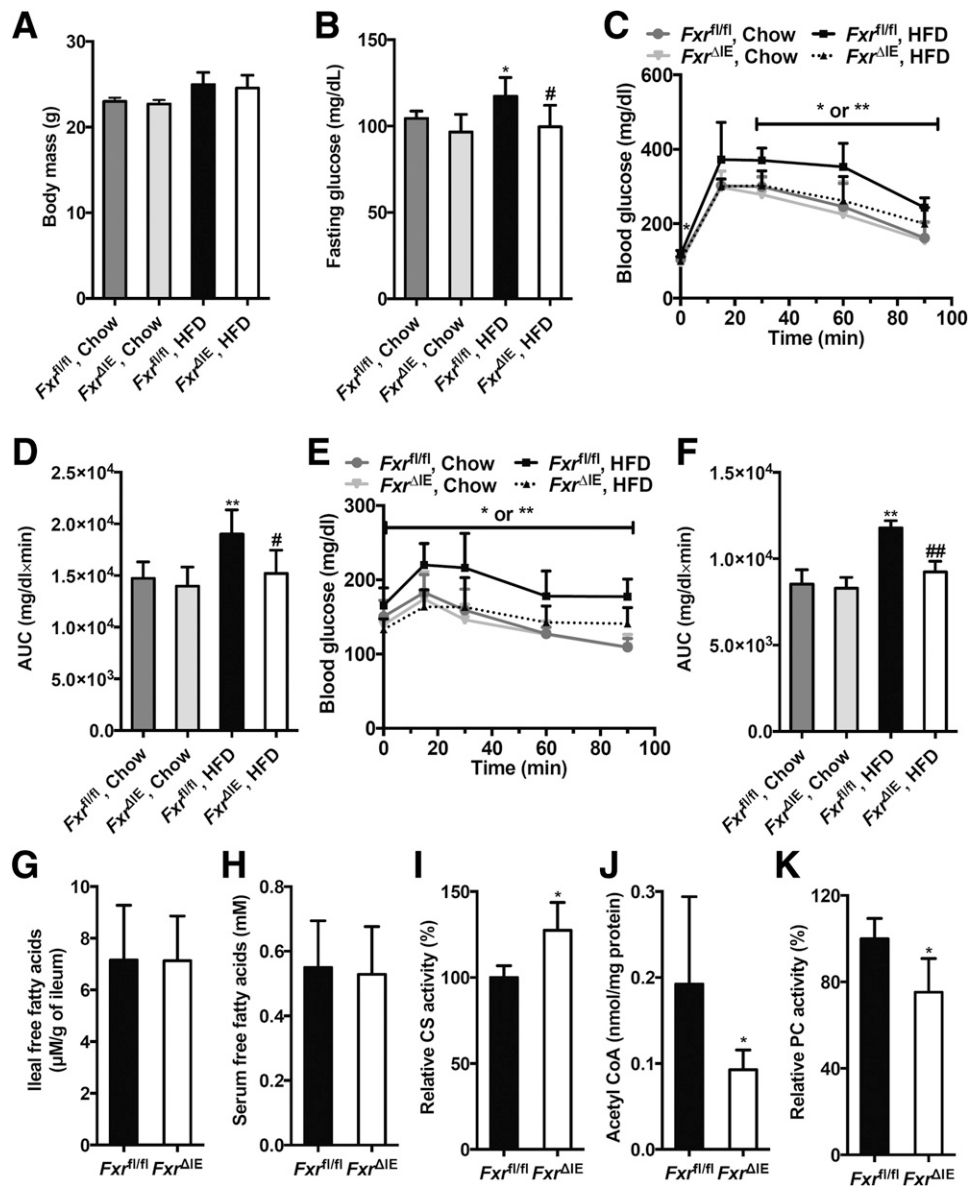 A
Body mass (g)
30
20
10
0
Fxrfl/fl, Chow
FxrΔIE, Chow
Fxrfl/fl, HFD
FxrΔIE, HFD
B
Fasting glucose (mg/dL)
150
100
50
0
*
#
Fxrfl/fl, Chow
FxrΔIE, Chow
Fxrfl/fl, HFD
FxrΔIE, HFD
C
Fxrfl/fl, Chow
Fxrfl/fl, HFD
FxrΔIE, Chow
FxrΔIE, HFD
Blood glucose (mg/dl)
600
400
200
0
* or **
*
0 20 40 60 80 100
Time (min)
D
AUC (mg/dl×min)
2.5×10⁴
2.0×10⁴
1.5×10⁴
1.0×10⁴
5.0×10³
0.0
**
#
Fxrfl/fl, Chow
FxrΔIE, Chow
Fxrfl/fl, HFD
FxrΔIE, HFD
E
Fxrfl/fl, Chow
Fxrfl/fl, HFD
FxrΔIE, Chow
FxrΔIE, HFD
Blood glucose (mg/dl)
300
200
100
0
* or **
0 20 40 60 80 100
Time (min)
F
AUC (mg/dl×min)
1.5×10⁴
1.0×10⁴
5.0×10³
0.0
**
##
Fxrfl/fl, Chow
FxrΔIE, Chow
Fxrfl/fl, HFD
FxrΔIE, HFD
G
Ileal free fatty acids
(µM/g of ileum)
10
8
6
4
2
0
Fxrfl/fl FxrΔIE
H
Serum free fatty acids (mM)
0.8
0.6
0.4
0.2
0.0
Fxrfl/fl FxrΔIE
I
Relative CS activity (%)
150
100
50
0
*
Fxrfl/fl FxrΔIE
J
Acetyl CoA (nmol/mg protein)
0.3
0.2
0.1
0.0
*
Fxrfl/fl FxrΔIE
K
Relative PC activity (%)
120
80
40
0
*
Fxrfl/fl FxrΔIE